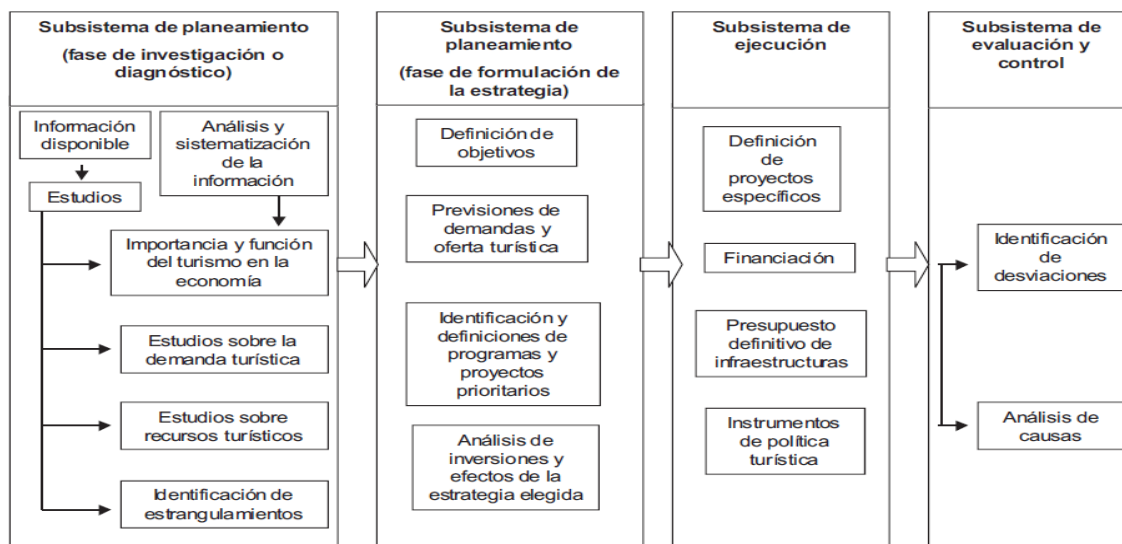 Subsistema de planeamiento
(fase de investigación o
diagnóstico)
Información
disponible
Análisis y
sistematización
de la
información
Estudios
Importancia y función
del turismo en la
economía
Estudios sobre la
demanda turística
Estudios sobre
recursos turísticos
Identificación de
estrangulamientos
Subsistema de
planeamiento
(fase de formulación de
la estrategia)
Definición de
objetivos
Previsiones de
demandas y
oferta turística
Identificación y
definiciones de
programas y
proyectos
prioritarios
Análisis de
inversiones y
efectos de la
estrategia elegida
Subsistema de
ejecución
Definición
de
proyectos
específicos
Financiación
Presupuesto
definitivo de
infraestructuras
Instrumentos
de política
turística
Subsistema de
evaluación y
control
Identificación
de
desviaciones
Análisis de
causas